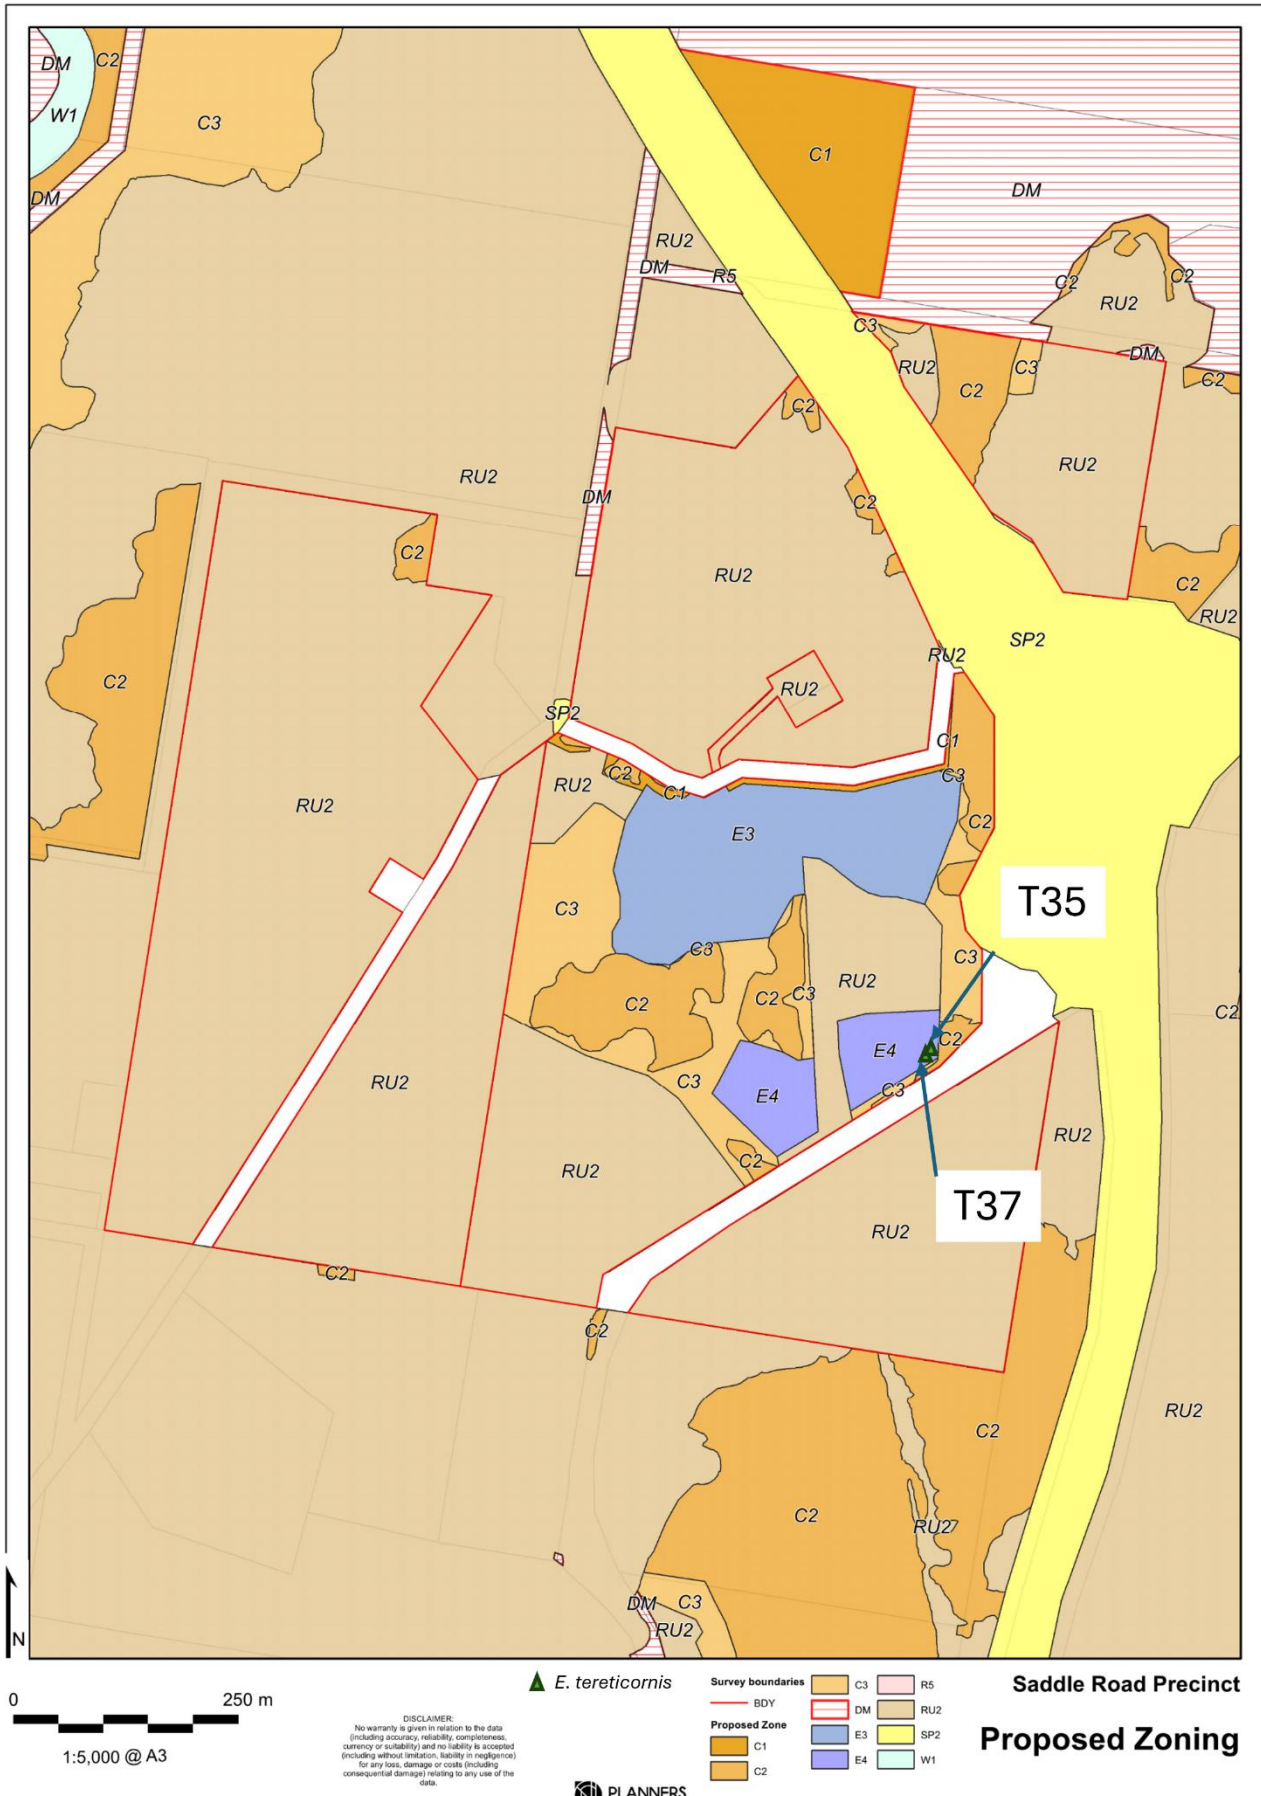 DM
C2
W1
C3
DM
C1
DM
RU2
DM
R5
C2
C2
RU2
C3
DM
RU2
C3
C2
C2
C2
RU2
RU2
C2
DM
C2
RU2
C2
RU2
SP2
RU2
C2
RU2
SP2
C1
C2
C3
RU2
C1
RU2
C2
E3
T35
C3
C3
C3
RU2
C2
C2
C3
C2
E4
C2
RU2
C3
C3
E4
RU2
C2
RU2
T37
RU2
C2
C2
RU2
C2
C2
RU2
DM
C3
RU2
N
0 250 m
1:5,000 @ A3
DISCLAIMER:
No warranty is given in relation to the data
(including accuracy, reliability, completeness,
currency or suitability) and no liability is accepted
(including without limitation, liability in negligence)
for any loss, damage or costs (including
consequential damage) relating to any use of the
data.
E. tereticornis
PLANNERS
Survey boundaries
BDY
Proposed Zone
C1
C2
C3
DM
E3
E4
R5
RU2
SP2
W1
Saddle Road Precinct
Proposed Zoning